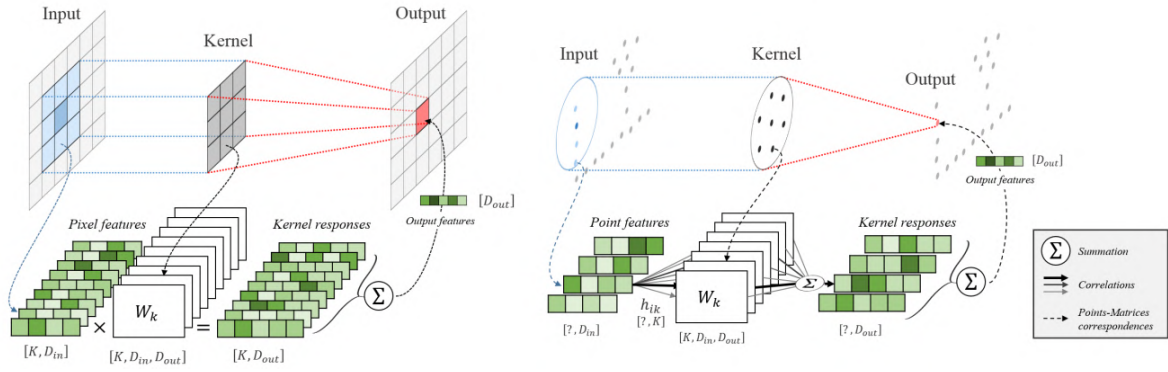 Input
Kernel
Output
[D_out]
Output features
Pixel features
Kernel responses
W_k
×
=
Σ
[K, D_in]
[K, D_in, D_out]
[K, D_out]
Input
Kernel
Output
[D_out]
Output features
Point features
Kernel responses
h_ik
[?, K]
W_k
Σ
Σ
[?, D_in]
[K, D_in, D_out]
[?, D_out]
Σ Summation
Correlations
Points-Matrices
correspondences